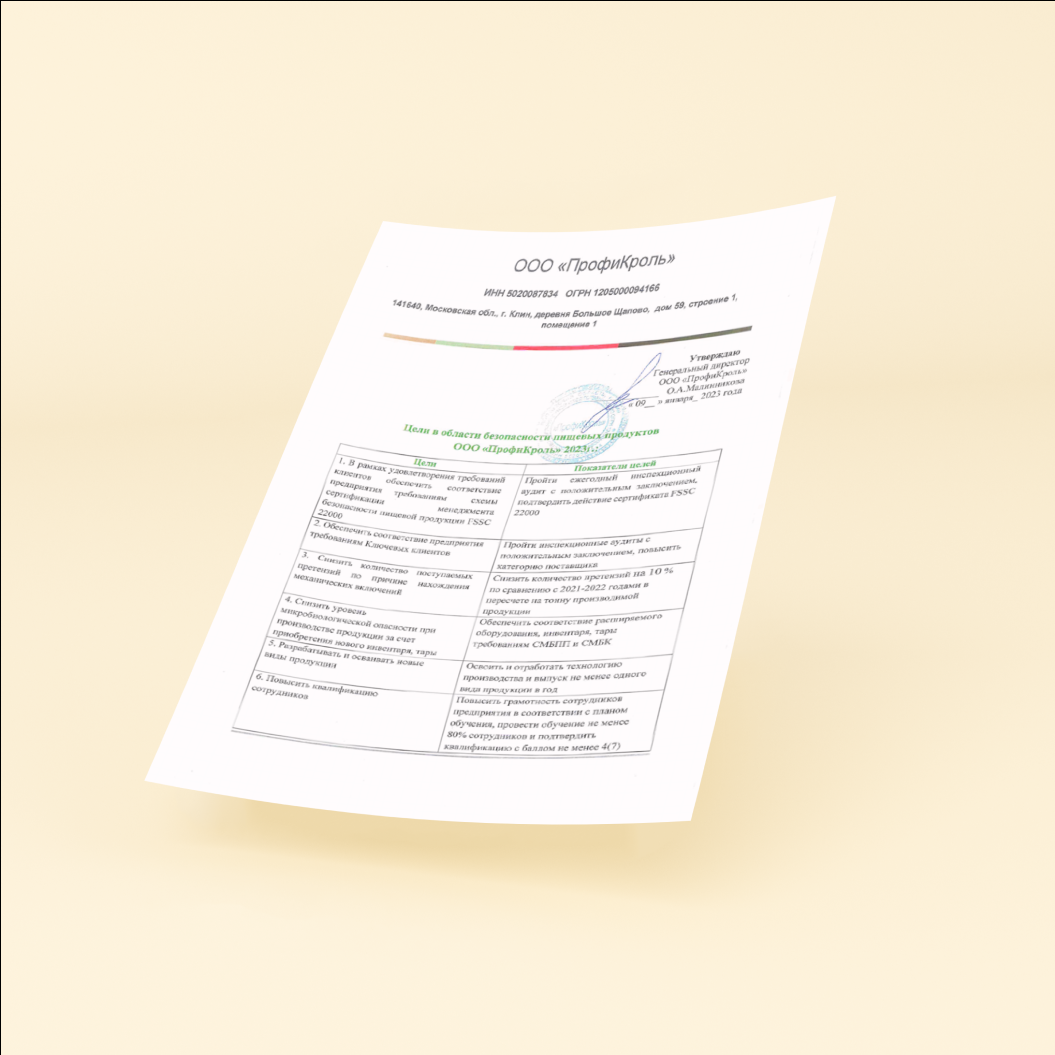 ООО «ПрофиКроль»
ИНН 5020087834 ОГРН 1205000094166
141640, Московская обл., г. Клин, деревня Большое Щапово, дом 59, строение 1,
помещение 1
Утверждаю
Генеральный директор
ООО «ПрофиКроль»
О.А.Малинникова
« 09__ » января_ 2023 года
Цели в области безопасности пищевых продуктов
ООО «ПрофиКроль» 2023г.:
Цели
Показатели целей
1. В рамках удовлетворения требований
клиентов обеспечить соответствие
предприятия требованиям схемы
сертификации менеджмента
безопасности пищевой продукции FSSC
22000
Пройти ежегодный инспекционный
аудит с положительным заключением,
подтвердить действие сертификата FSSC
22000
2. Обеспечить соответствие предприятия
требованиям Ключевых клиентов
Пройти инспекционные аудиты с
положительным заключением, повысить
категорию поставщика
3. Снизить количество поступаемых
претензий по причине нахождения
механических включений
Снизить количество претензий на 10 %
по сравнению с 2021-2022 годами в
пересчете на тонну производимой
продукции
4. Снизить уровень
микробиологической опасности при
производстве продукции за счет
приобретения нового инвентаря, тары
Обеспечить соответствие расширяемого
оборудования, инвентаря, тары
требованиям СМБПП и СМБК
5. Разрабатывать и осваивать новые
виды продукции
Освоить и отработать технологию
производства и выпуск не менее одного
вида продукции в год
6. Повысить квалификацию
сотрудников
Повысить грамотность сотрудников
предприятия в соответствии с планом
обучения, провести обучение не менее
80% сотрудников и подтвердить
квалификацию с баллом не менее 4(7)